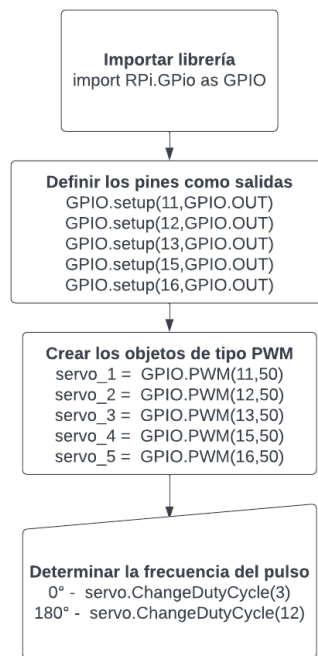 Importar librería
import RPi.GPio as GPIO
Definir los pines como salidas
GPIO.setup(11,GPIO.OUT)
GPIO.setup(12,GPIO.OUT)
GPIO.setup(13,GPIO.OUT)
GPIO.setup(15,GPIO.OUT)
GPIO.setup(16,GPIO.OUT)
Crear los objetos de tipo PWM
servo_1 = GPIO.PWM(11,50)
servo_2 = GPIO.PWM(12,50)
servo_3 = GPIO.PWM(13,50)
servo_4 = GPIO.PWM(15,50)
servo_5 = GPIO.PWM(16,50)
Determinar la frecuencia del pulso
0° - servo.ChangeDutyCycle(3)
180° - servo.ChangeDutyCycle(12)